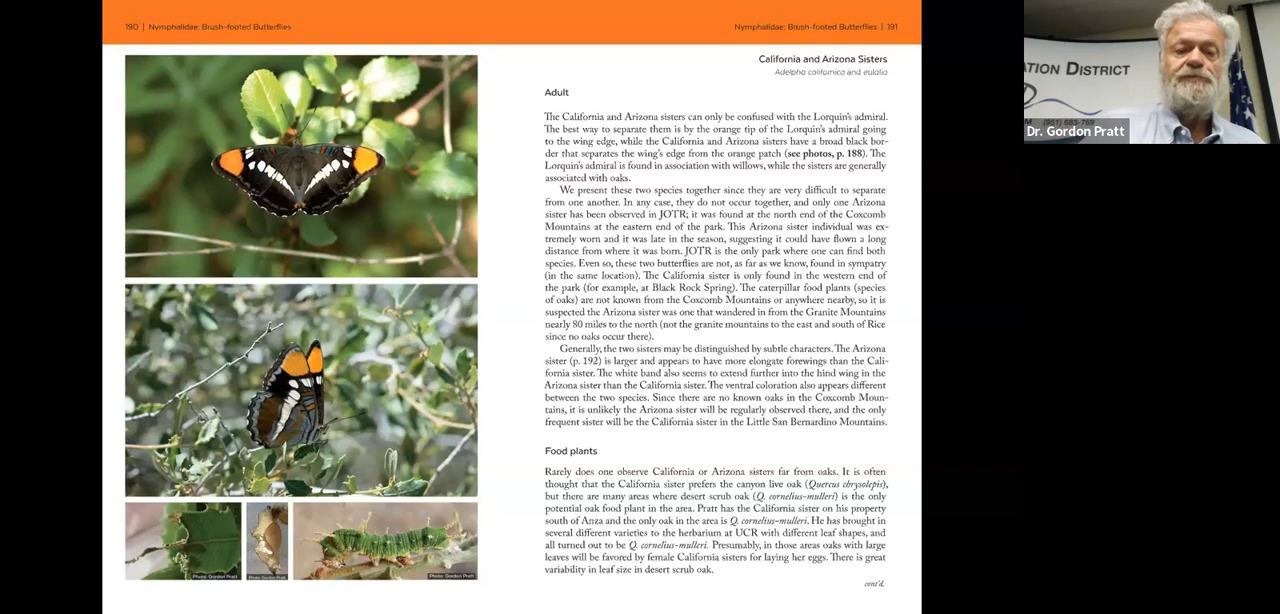 190 | Nymphalidae: Brush-footed Butterflies
Nymphalidae: Brush-footed Butterflies | 191
California and Arizona Sisters
Adelpha californica and eulalia
Adult
The California and Arizona sisters can only be confused with the Lorquin's admiral.
The best way to separate them is by the orange tip of the Lorquin's admiral going
to the wing edge, while the California and Arizona sisters have a broad black bor-
der that separates the wing's edge from the orange patch (see photos, p. 188). The
Lorquin's admiral is found in association with willows, while the sisters are generally
associated with oaks.
We present these two species together since they are very difficult to separate
from one another. In any case, they do not occur together, and only one Arizona
sister has been observed in JOTR; it was found at the north end of the Coxcomb
Mountains at the eastern end of the park. This Arizona sister individual was ex-
tremely worn and it was late in the season, suggesting it could have flown a long
distance from where it was born. JOTR is the only park where one can find both
species. Even so, these two butterflies are not, as far as we know, found in sympatry
(in the same location). The California sister is only found in the western end of
the park (for example, at Black Rock Spring). The caterpillar food plants (species
of oaks) are not known from the Coxcomb Mountains or anywhere nearby, so it is
suspected the Arizona sister was one that wandered in from the Granite Mountains
nearly 80 miles to the north (not the granite mountains to the east and south of Rice
since no oaks occur there).
Generally, the two sisters may be distinguished by subtle characters. The Arizona
sister (p. 192) is larger and appears to have more elongate forewings than the Cali-
fornia sister. The white band also seems to extend further into the hind wing in the
Arizona sister than the California sister. The ventral coloration also appears different
between the two species. Since there are no known oaks in the Coxcomb Moun-
tains, it is unlikely the Arizona sister will be regularly observed there, and the only
frequent sister will be the California sister in the Little San Bernardino Mountains.
Food plants
Rarely does one observe California or Arizona sisters far from oaks. It is often
thought that the California sister prefers the canyon live oak (Quercus chrysolepis),
but there are many areas where desert scrub oak (Q. cornelius-mulleri) is the only
potential oak food plant. Pratt has the California sister on his property
south of Anza and the only oak in the area is Q. cornelius-mulleri. He has brought in
several different varieties to the herbarium at UCR with different leaf shapes, and
all turned out to be Q. cornelius-mulleri. Presumably, in those areas oaks with large
leaves will be favored by female California sisters for laying her eggs. There is great
variability in leaf size in desert scrub oak.
cont'd.
Photo: Gordon Pratt
Photo: Gordon Pratt
Photo: Gordon Pratt
ATION DISTRICT
(951) 683-769
Dr. Gordon Pratt